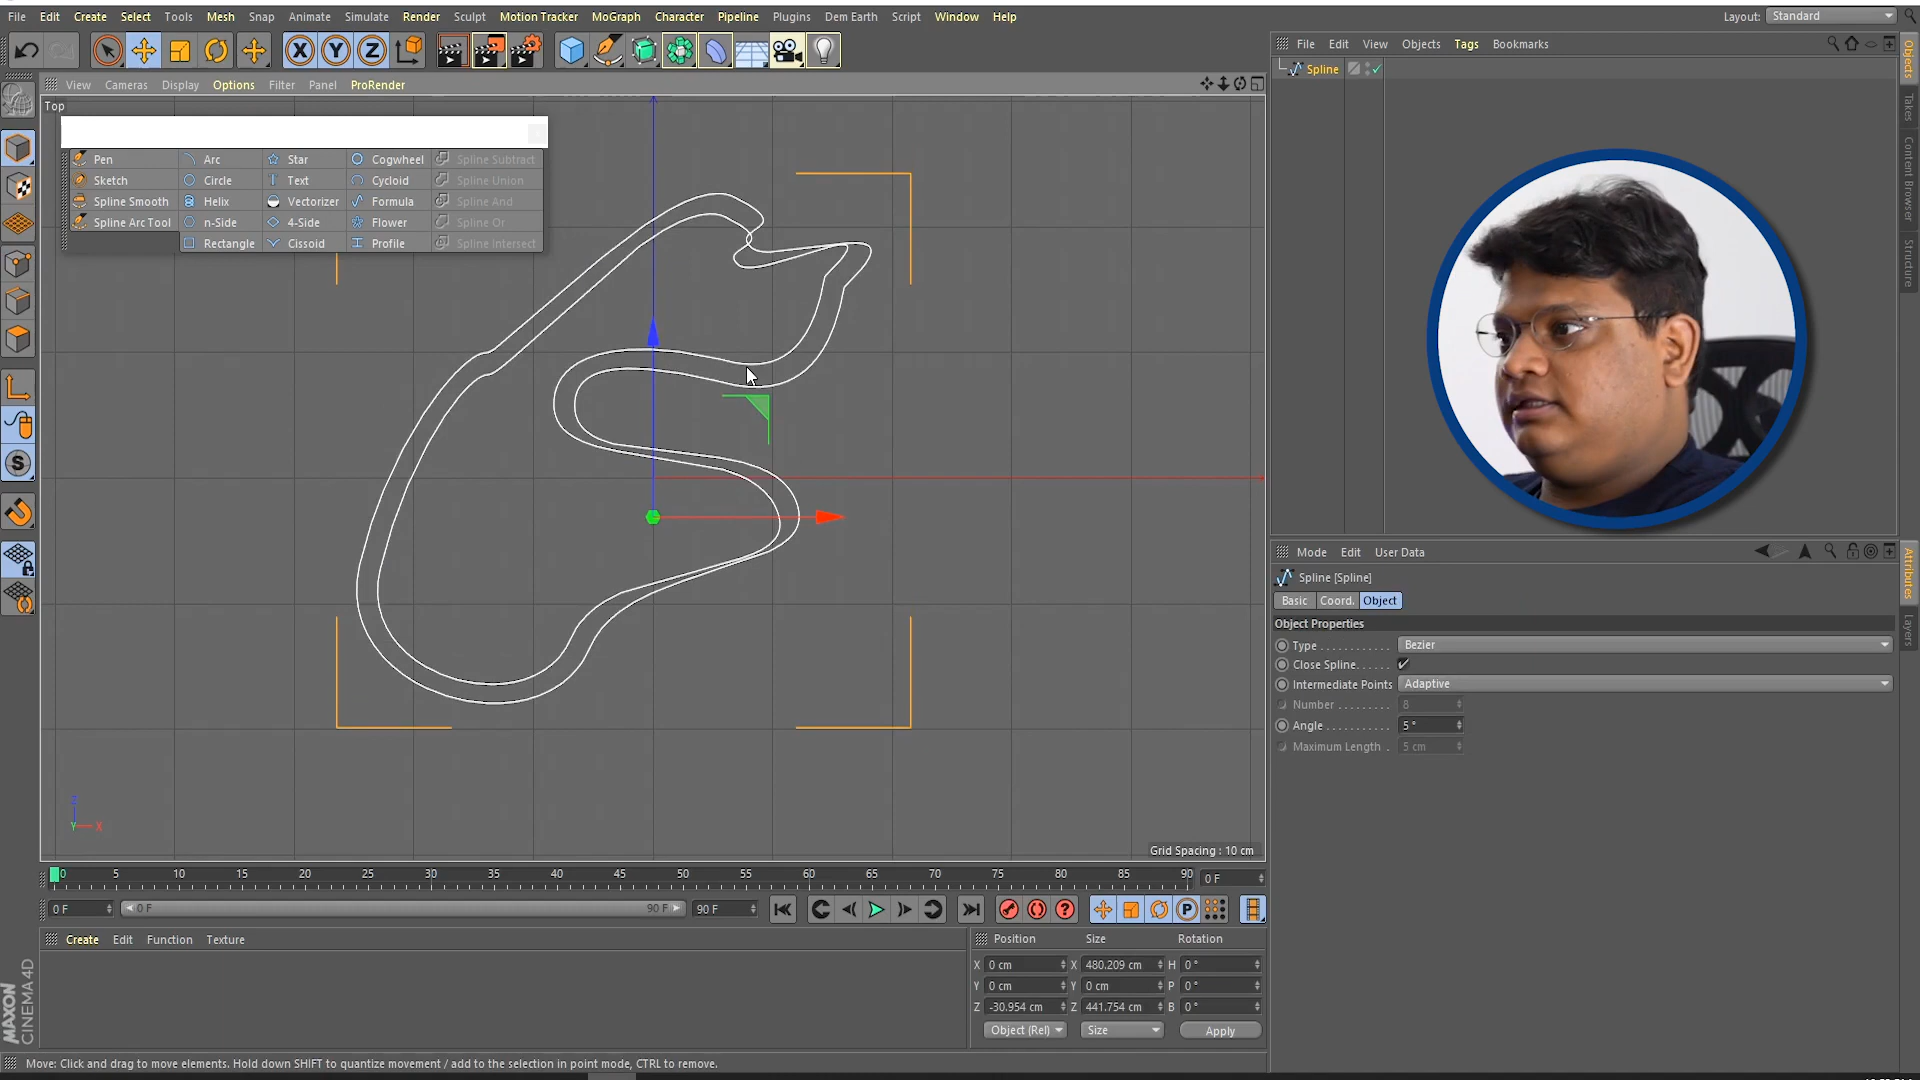 File Edit Create Select Tools Mesh Snap Animate Simulate Render Sculpt Motion Tracker MoGraph Character Pipeline Plugins Dem Earth Script Window Help Layout: Standard
X Y Z
File Edit View Objects Tags Bookmarks
Spline
View Cameras Display Options Filter Panel ProRender
Top
Pen Arc Star Cogwheel Spline Subtract
Sketch Circle Text Cycloid Spline Union
Spline Smooth Helix Vectorizer Formula Spline And
Spline Arc Tool n-Side 4-Side Flower Spline Or
Rectangle Cissoid Profile Spline Intersect
Objects
Takes
Content Browser
Structure
S
Mode Edit User Data
Spline [Spline]
Basic Coord. Object
Object Properties
Type Bezier
Close Spline
Intermediate Points Adaptive
Number 8
Angle 5 °
Maximum Length 5 cm
Attributes
Layers
Z
Y X
Grid Spacing : 10 cm
0 5 10 15 20 25 30 35 40 45 50 55 60 65 70 75 80 85 90 0 F
0 F 0 F 90 F 90 F P
Create Edit Function Texture
Position Size Rotation
X 0 cm X 480.209 cm H 0 °
Y 0 cm Y 0 cm P 0 °
Z -30.954 cm Z 441.754 cm B 0 °
Object (Rel) Size Apply
MAXON
CINEMA 4D
Move: Click and drag to move elements. Hold down SHIFT to quantize movement / add to the selection in point mode, CTRL to remove.